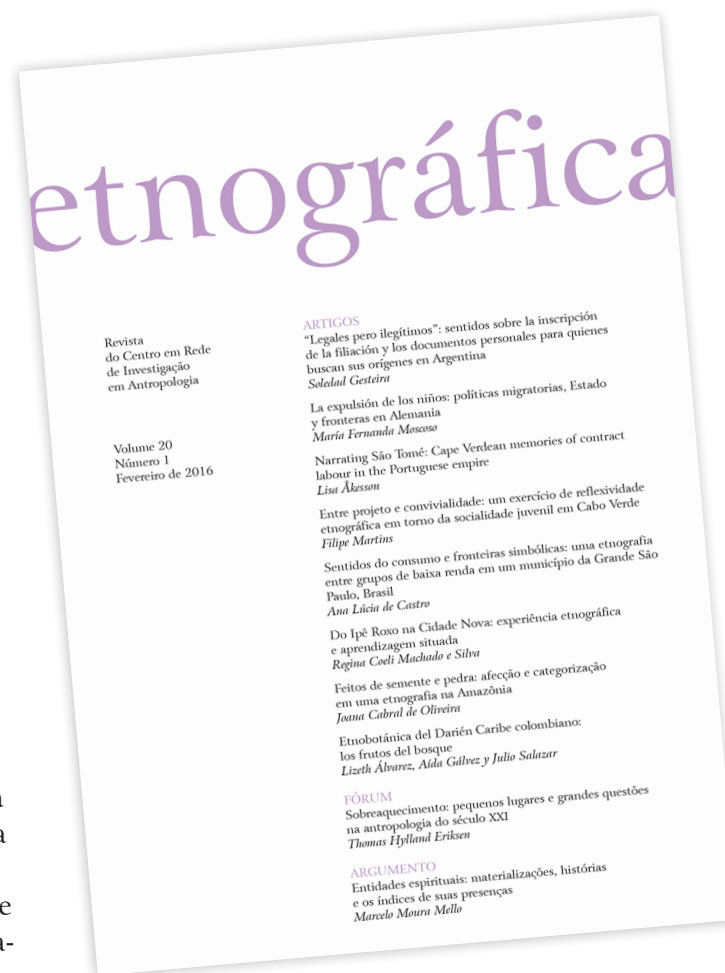 etnográfica
Revista
do Centro em Rede
de Investigação
em Antropologia
Volume 20
Número 1
Fevereiro de 2016
ARTIGOS
“Legales pero ilegítimos”: sentidos sobre la inscripción
de la filiación y los documentos personales para quienes
buscan sus orígenes en Argentina
Soledad Gesteira
La expulsión de los niños: políticas migratorias, Estado
y fronteras en Alemania
María Fernanda Moscoso
Narrating São Tomé: Cape Verdean memories of contract
labour in the Portuguese empire
Lisa Åkesson
Entre projeto e convivialidade: um exercício de reflexividade
etnográfica em torno da socialidade juvenil em Cabo Verde
Filipe Martins
Sentidos do consumo e fronteiras simbólicas: uma etnografia
entre grupos de baixa renda em um município da Grande São
Paulo, Brasil
Ana Lúcia de Castro
Do Ipê Roxo na Cidade Nova: experiência etnográfica
e aprendizagem situada
Regina Coeli Machado e Silva
Feitos de semente e pedra: afecção e categorização
em uma etnografia na Amazônia
Joana Cabral de Oliveira
Etnobotánica del Darién Caribe colombiano:
los frutos del bosque
Lizeth Álvarez, Aída Gálvez y Julio Salazar
FÓRUM
Sobreaquecimento: pequenos lugares e grandes questões
na antropologia do século XXI
Thomas Hylland Eriksen
ARGUMENTO
Entidades espirituais: materializações, histórias
e os índices de suas presenças
Marcelo Moura Mello